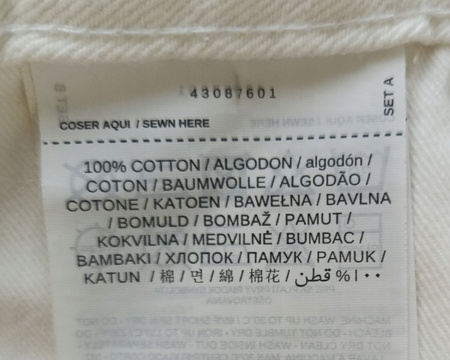 43087601
SET A
COSER AQUI / SEWN HERE
100% COTTON / ALGODON / algodón /
COTON / BAUMWOLLE / ALGODÃO /
COTONE / KATOEN / BAWEŁNA / BAVLNA
/ BOMULD / BOMBAŽ / PAMUT /
KOKVILNA / MEDVILNĖ / BUMBAC /
BAMBAKI / ХЛОПОК / ПАМУК / PAMUK /
KATUN / 棉 / 면 / 綿 / 棉花 / قطن %١٠٠